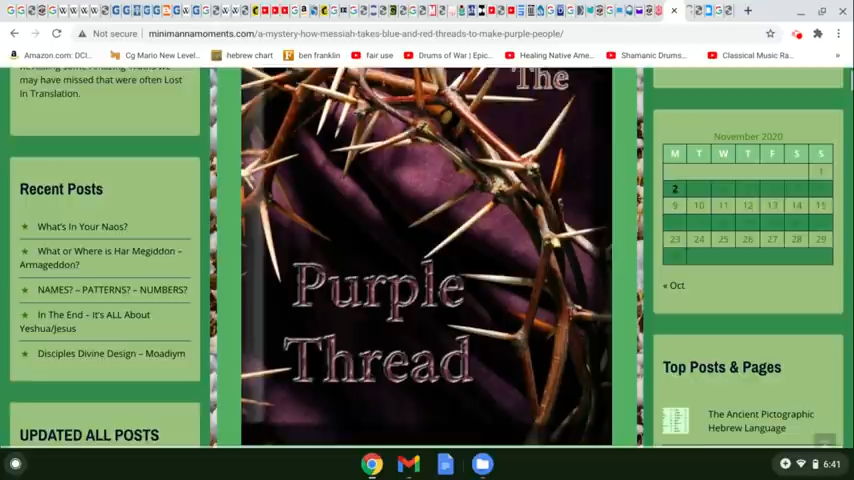 Not secure
minimannamoments.com/a-mystery-how-messiah-takes-blue-and-red-threads-to-make-purple-people/
Amazon.com: DCI...
Cg Mario New Level...
hebrew chart
ben franklin
fair use
Drums of War | Epic...
Healing Native Ame...
Shamanic Drums...
Classical Music Ra...
»
may have missed that were often Lost
In Translation.
Recent Posts
★ What's In Your Naos?
★ What or Where is Har Megiddon –
Armageddon?
★ NAMES? – PATTERNS? – NUMBERS?
★ In The End – It's ALL About
Yeshua/Jesus
★ Disciples Divine Design – Moadiym
UPDATED ALL POSTS
The
Purple
Thread
November 2020
M T W T F S S
1
2
9 10 11 12 13 14 15
23 24 25 26 27 28 29
« Oct
Top Posts & Pages
The Ancient Pictographic
Hebrew Language
6:41